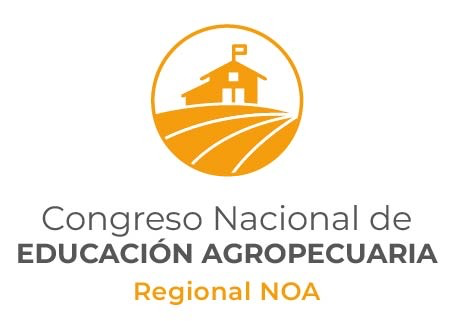 Congreso Nacional de
EDUCACIÓN AGROPECUARIA
Regional NOA